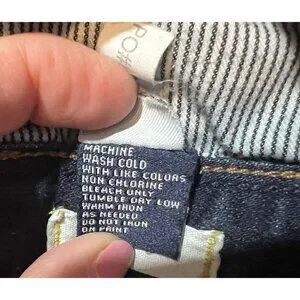 PO#
MACHINE
WASH COLD
WITH LIKE COLORS
NON CHLORINE
BLEACH ONLY
TUMBLE DRY LOW
WARM IRON
AS NEEDED
DO NOT IRON
ON PRINT